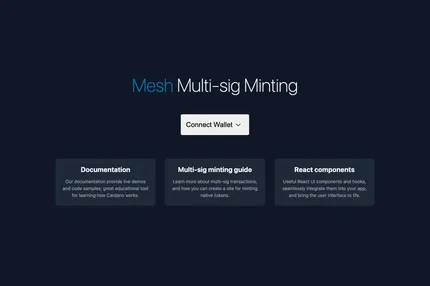 Mesh Multi-sig Minting
Connect Wallet
Documentation
Our documentation provide live demos
and code samples; great educational tool
for learning how Cardano works.
Multi-sig minting guide
Learn more about multi-sig transactions,
and how you can create a site for minting
native tokens.
React components
Useful React UI components and hooks,
seamlessly integrate them into your app,
and bring the user interface to life.